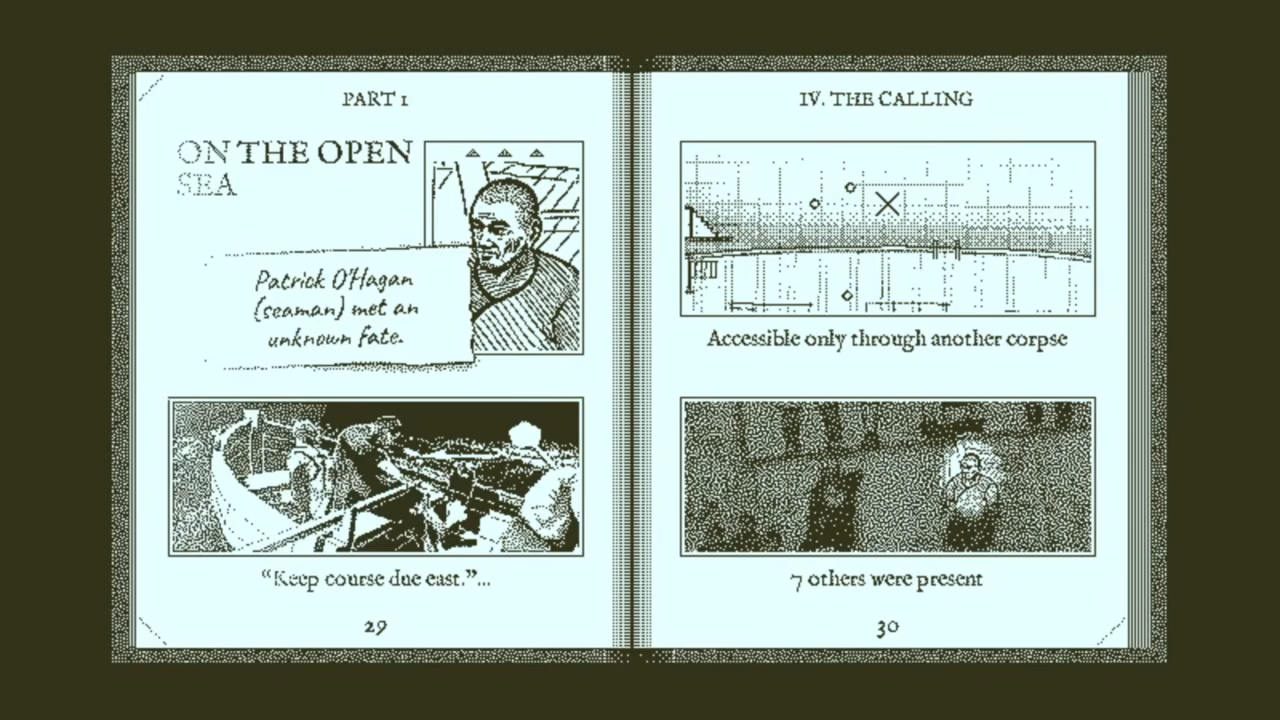 PART 1
ON THE OPEN
SEA
7
Patrick O'Hagan
(seaman) met an
unknown fate.
"Keep course due east."...
29
IV. THE CALLING
Accessible only through another corpse
7 others were present
30